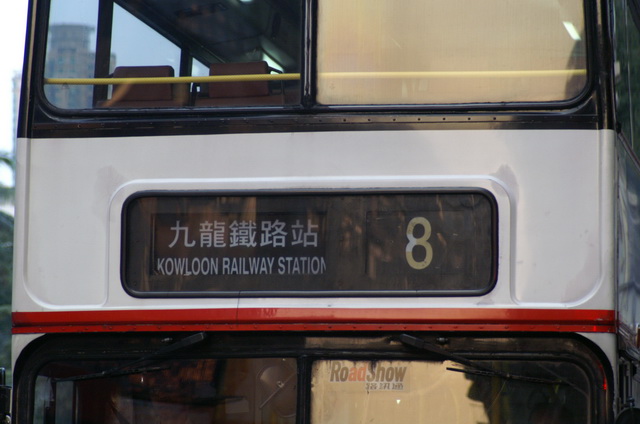 九龍鐵路站
KOWLOON RAILWAY STATION
8
RoadShow